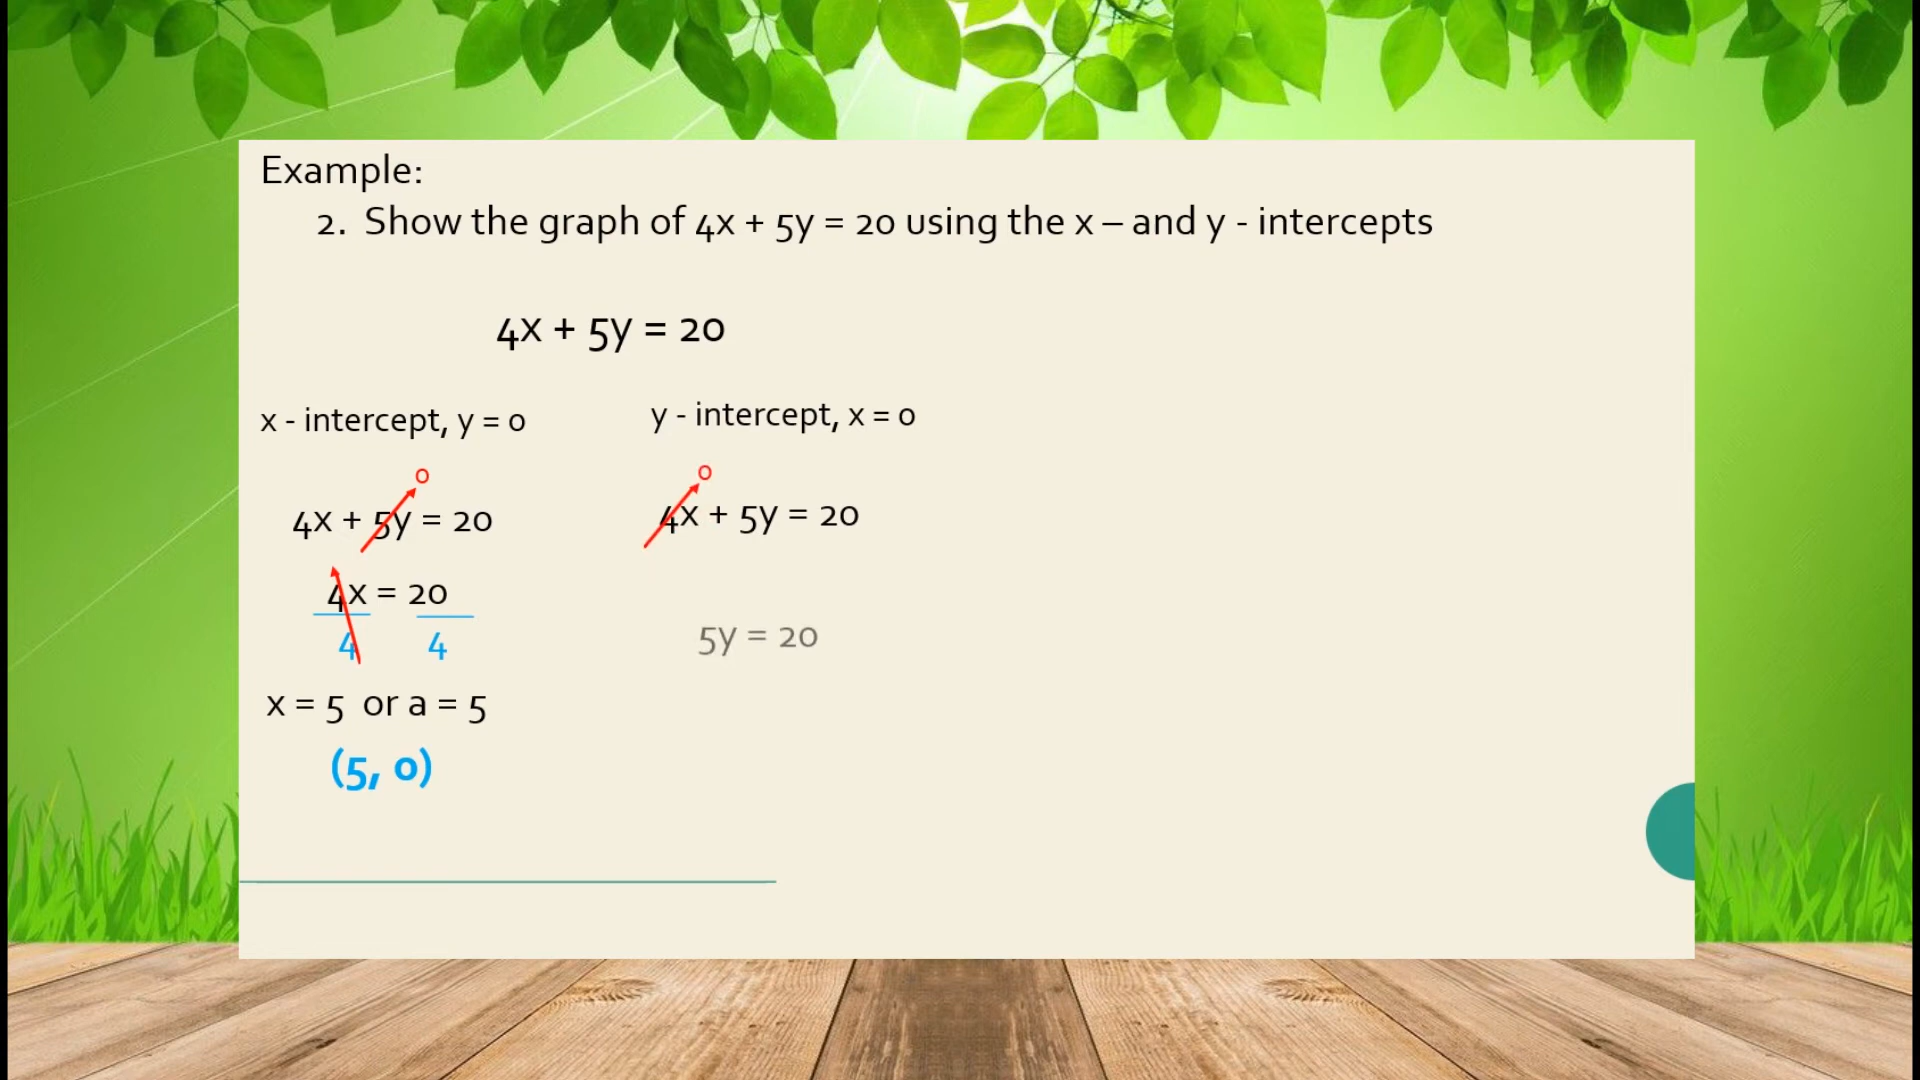 Example:
2. Show the graph of 4x + 5y = 20 using the x – and y - intercepts
4x + 5y = 20
x - intercept, y = 0
0
4x + 5y = 20
4x = 20
4 4
x = 5 or a = 5
(5, 0)
y - intercept, x = 0
0
4x + 5y = 20
5y = 20